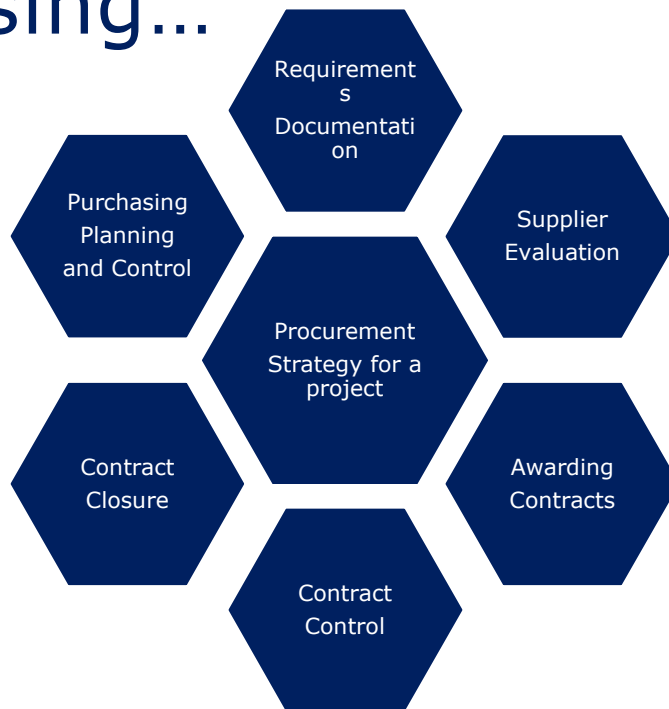 sing...
Requirement
s
Documentati
on
Purchasing
Planning
and Control
Supplier
Evaluation
Procurement
Strategy for a
project
Contract
Closure
Awarding
Contracts
Contract
Control